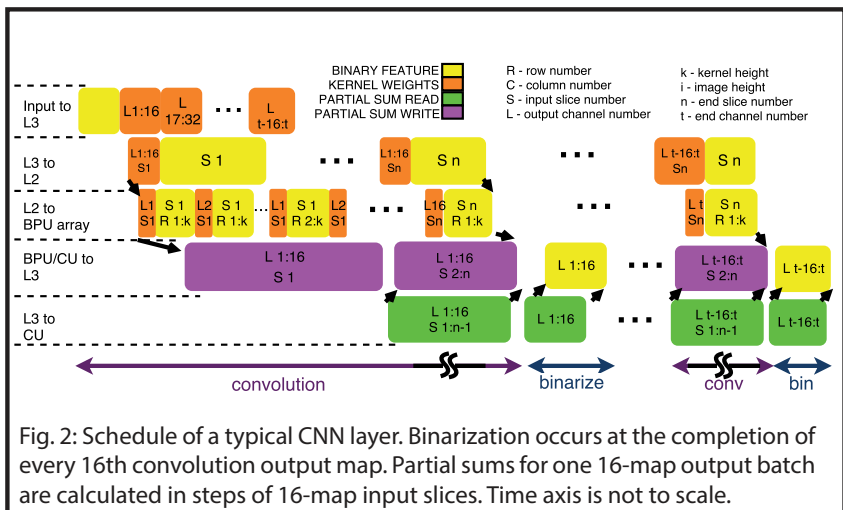 BINARY FEATURE
KERNEL WEIGHTS
PARTIAL SUM READ
PARTIAL SUM WRITE
R - row number
C - column number
S - input slice number
L - output channel number
k - kernel height
i - image height
n - end slice number
t - end channel number
Input to
L3
L1:16
L
17:32
...
L
t-16:t
L3 to
L2
L1:16
S1
S 1
...
L1:16
Sn
S n
...
L t-16:t
Sn
S n
L2 to
BPU array
L1
S1
S 1
R 1:k
L2
S1
S 1
R 1:k
...
L1
S1
S 1
R 2:k
L2
S1
...
L16
Sn
S n
R 1:k
...
L t
Sn
S n
R 1:k
BPU/CU to
L3
L 1:16
S 1
L 1:16
S 2:n
L 1:16
...
L t-16:t
S 2:n
L t-16:t
L3 to
CU
L 1:16
S 1:n-1
L 1:16
...
L t-16:t
S 1:n-1
L t-16:t
convolution
binarize
conv
bin
Fig. 2: Schedule of a typical CNN layer. Binarization occurs at the completion of
every 16th convolution output map. Partial sums for one 16-map output batch
are calculated in steps of 16-map input slices. Time axis is not to scale.